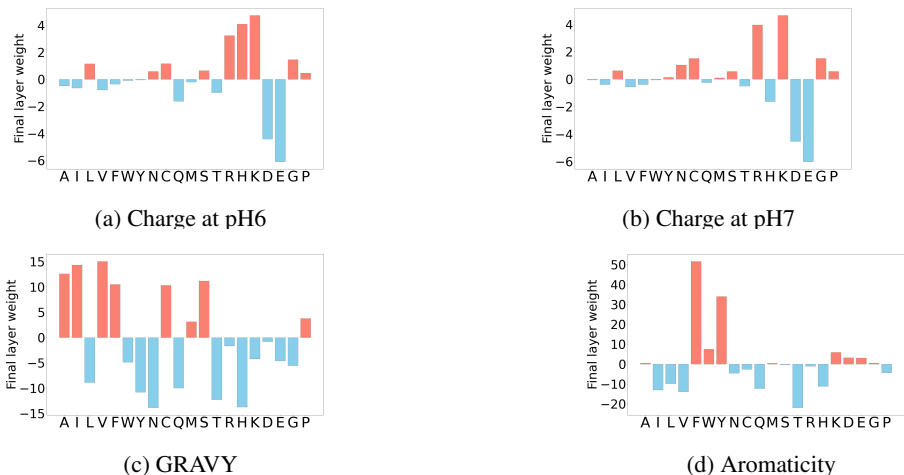 Final layer weight
4
2
0
−2
−4
−6
A I L V F W Y N C Q M S T R H K D E G P
(a) Charge at pH6
Final layer weight
4
2
0
−2
−4
−6
A I L V F W Y N C Q M S T R H K D E G P
(b) Charge at pH7
Final layer weight
15
10
5
0
−5
−10
−15
A I L V F W Y N C Q M S T R H K D E G P
(c) GRAVY
Final layer weight
50
40
30
20
10
0
−10
−20
A I L V F W Y N C Q M S T R H K D E G P
(d) Aromaticity